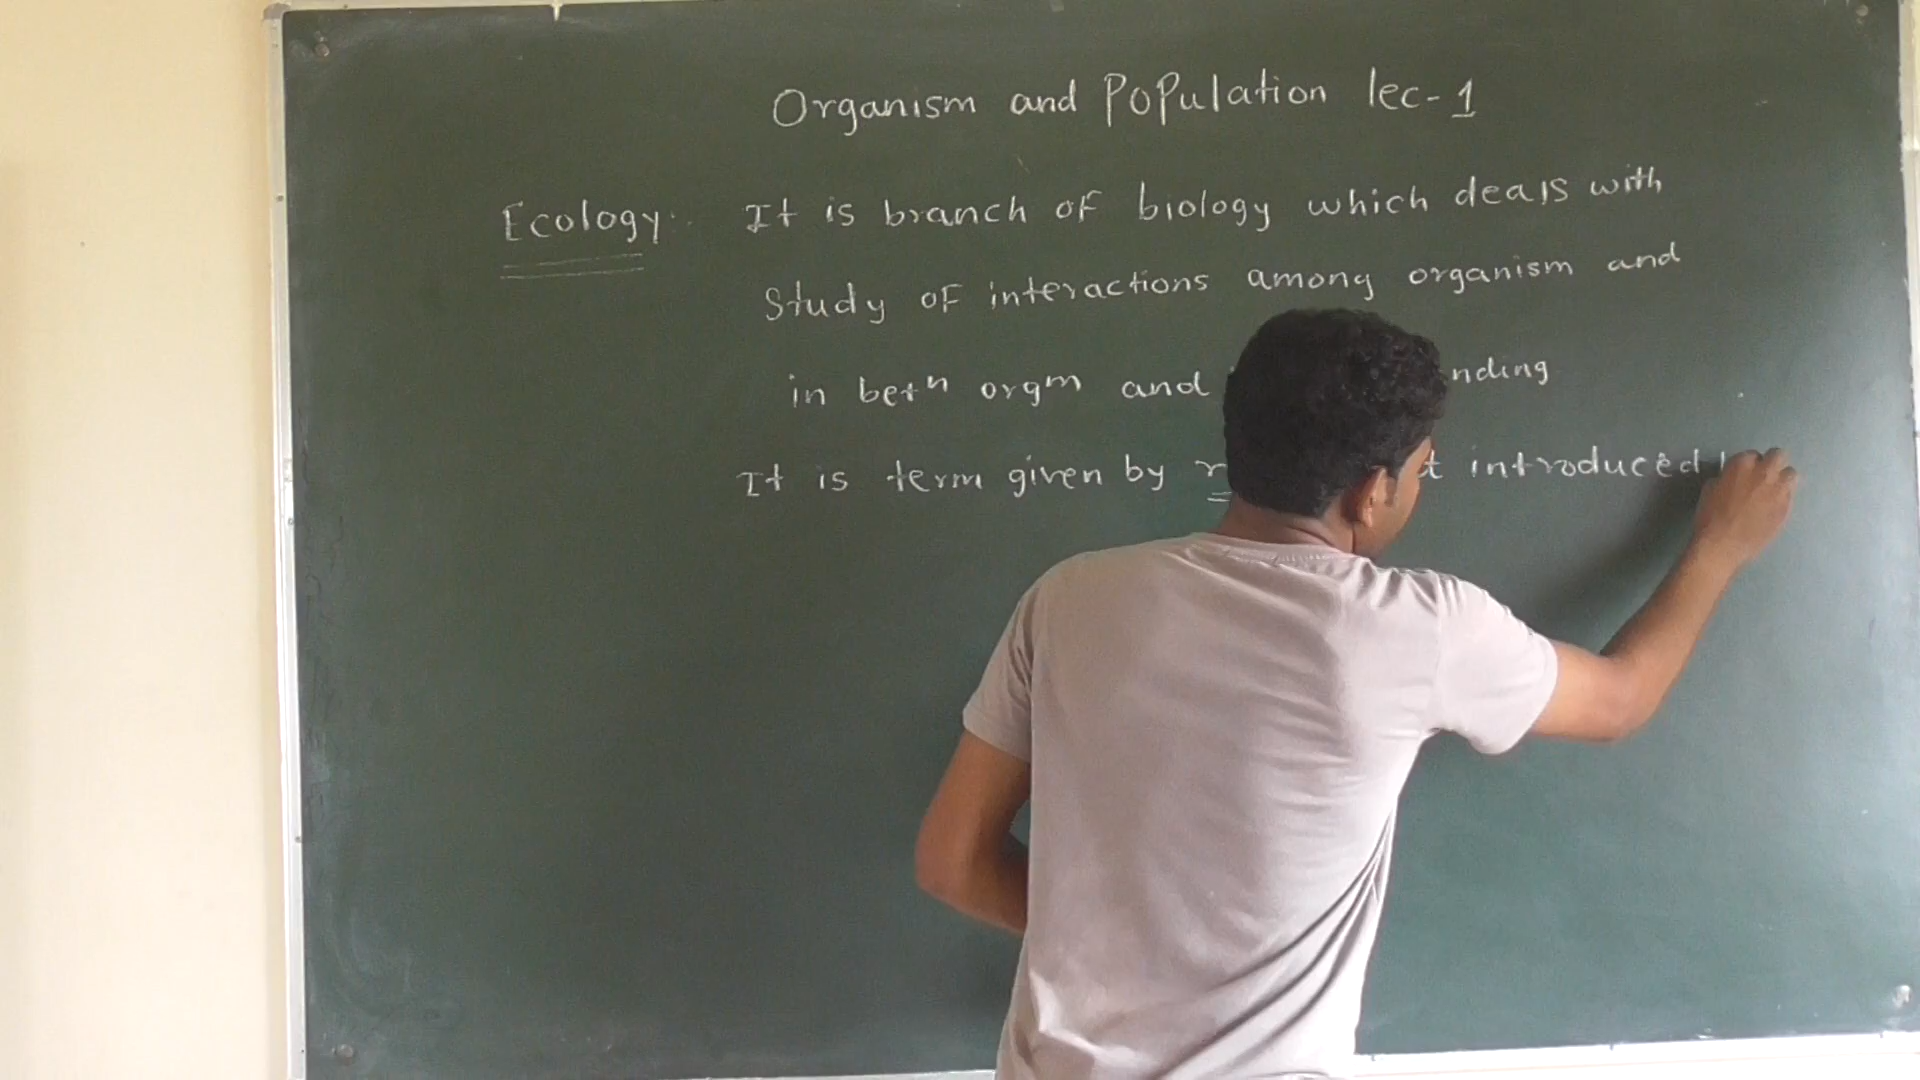 Organism and Population lec-1
Ecology:- It is branch of biology which deals with
Study of interactions among organism and
in betn orgm and nding
It is term given by introduced